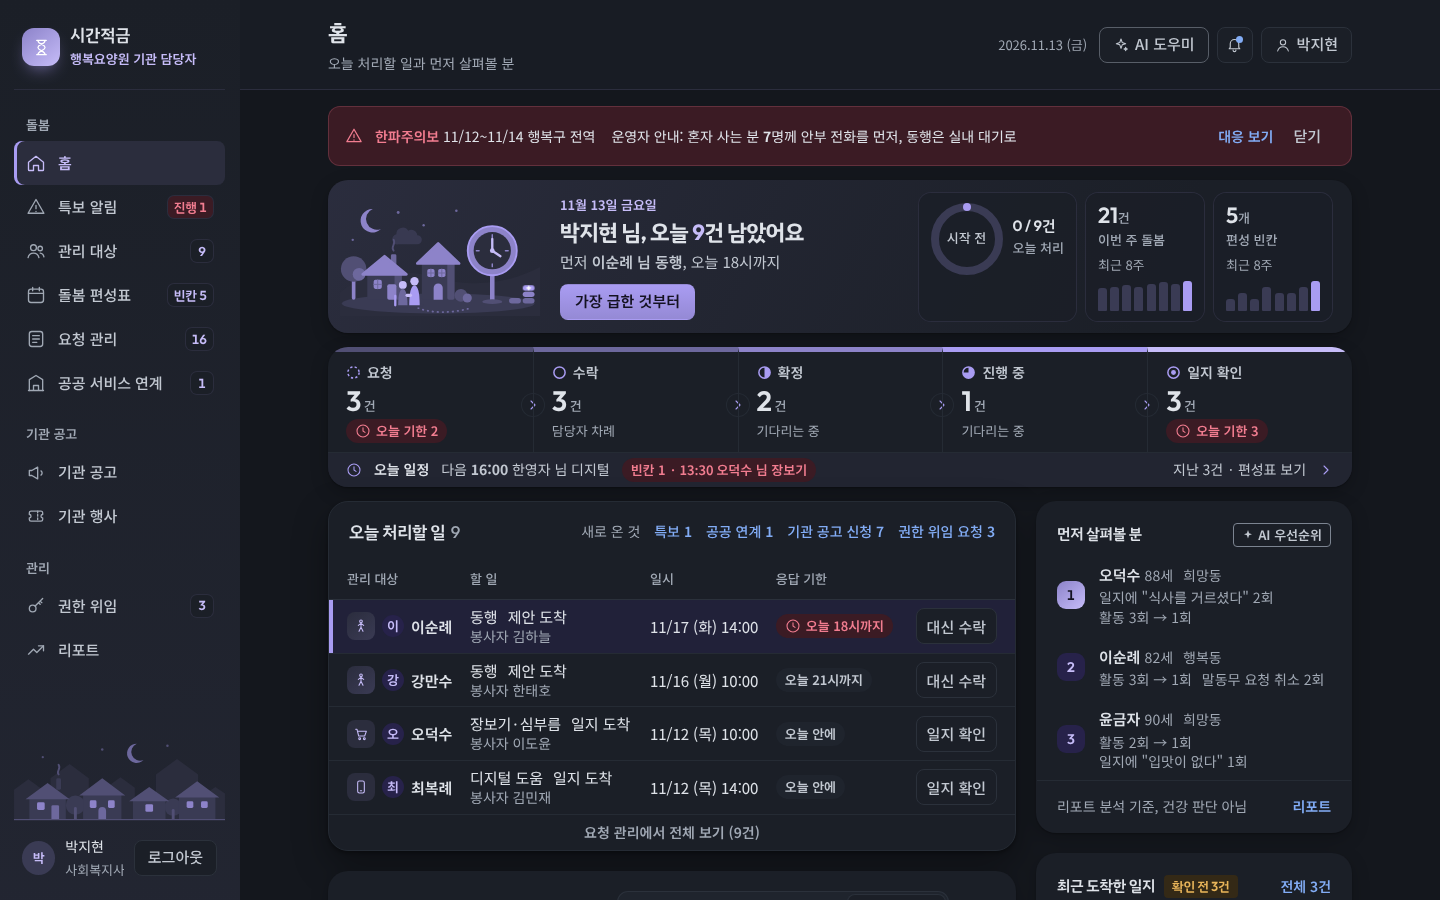 시간적금
행복요양원 기관 담당자
돌봄
홈
특보 알림 진행 1
관리 대상 9
돌봄 편성표 빈칸 5
요청 관리 16
공공 서비스 연계 1
기관 공고
기관 공고
기관 행사
관리
권한 위임 3
리포트
박 박지현
사회복지사
로그아웃
홈
오늘 처리할 일과 먼저 살펴볼 분
2026.11.13 (금) AI 도우미 박지현
한파주의보 11/12~11/14 행복구 전역 운영자 안내: 혼자 사는 분 7명께 안부 전화를 먼저, 동행은 실내 대기로 대응 보기 닫기
11월 13일 금요일
박지현 님, 오늘 9건 남았어요
먼저 이순례 님 동행, 오늘 18시까지
가장 급한 것부터
시작 전
0 / 9건
오늘 처리
21건
이번 주 돌봄
최근 8주
5개
편성 빈칸
최근 8주
요청
3건
오늘 기한 2
수락
3건
담당자 차례
확정
2건
기다리는 중
진행 중
1건
기다리는 중
일지 확인
3건
오늘 기한 3
오늘 일정 다음 16:00 한영자 님 디지털 빈칸 1 · 13:30 오덕수 님 장보기 지난 3건 · 편성표 보기
오늘 처리할 일 9 새로 온 것 특보 1 공공 연계 1 기관 공고 신청 7 권한 위임 요청 3
관리 대상 할 일 일시 응답 기한
이 이순례 동행 제안 도착 11/17 (화) 14:00 오늘 18시까지 대신 수락
봉사자 김하늘
강 강만수 동행 제안 도착 11/16 (월) 10:00 오늘 21시까지 대신 수락
봉사자 한태호
오 오덕수 장보기·심부름 일지 도착 11/12 (목) 10:00 오늘 안에 일지 확인
봉사자 이도윤
최 최복례 디지털 도움 일지 도착 11/12 (목) 14:00 오늘 안에 일지 확인
봉사자 김민재
요청 관리에서 전체 보기 (9건)
먼저 살펴볼 분 AI 우선순위
1 오덕수 88세 희망동
일지에 "식사를 거르셨다" 2회
활동 3회 → 1회
2 이순례 82세 행복동
활동 3회 → 1회 말동무 요청 취소 2회
3 윤금자 90세 희망동
활동 2회 → 1회
일지에 "입맛이 없다" 1회
리포트 분석 기준, 건강 판단 아님 리포트
최근 도착한 일지 확인 전 3건 전체 3건